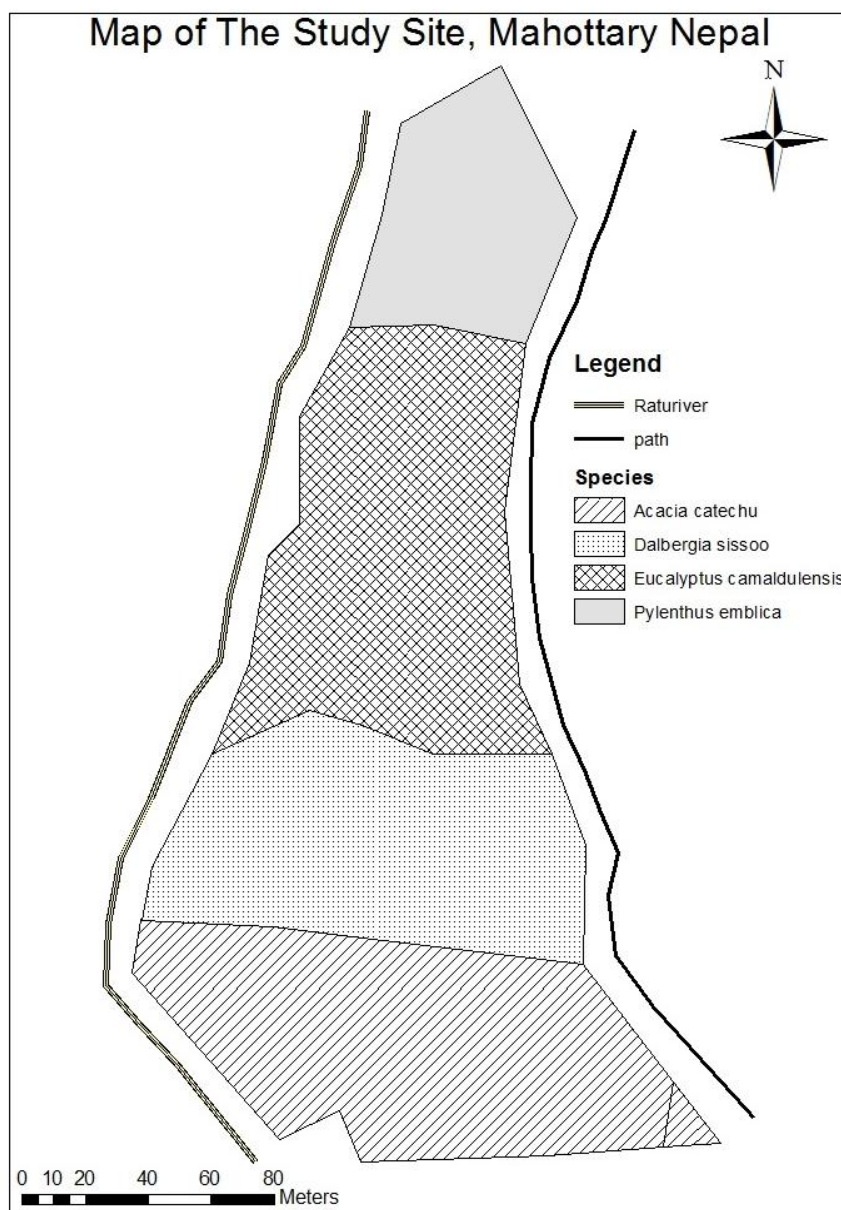 Map of The Study Site, Mahottary Nepal
N
Legend
Raturiver
path
Species
Acacia catechu
Dalbergia sissoo
Eucalyptus camaldulensis
Pylenthus emblica
0 10 20 40 60 80
Meters